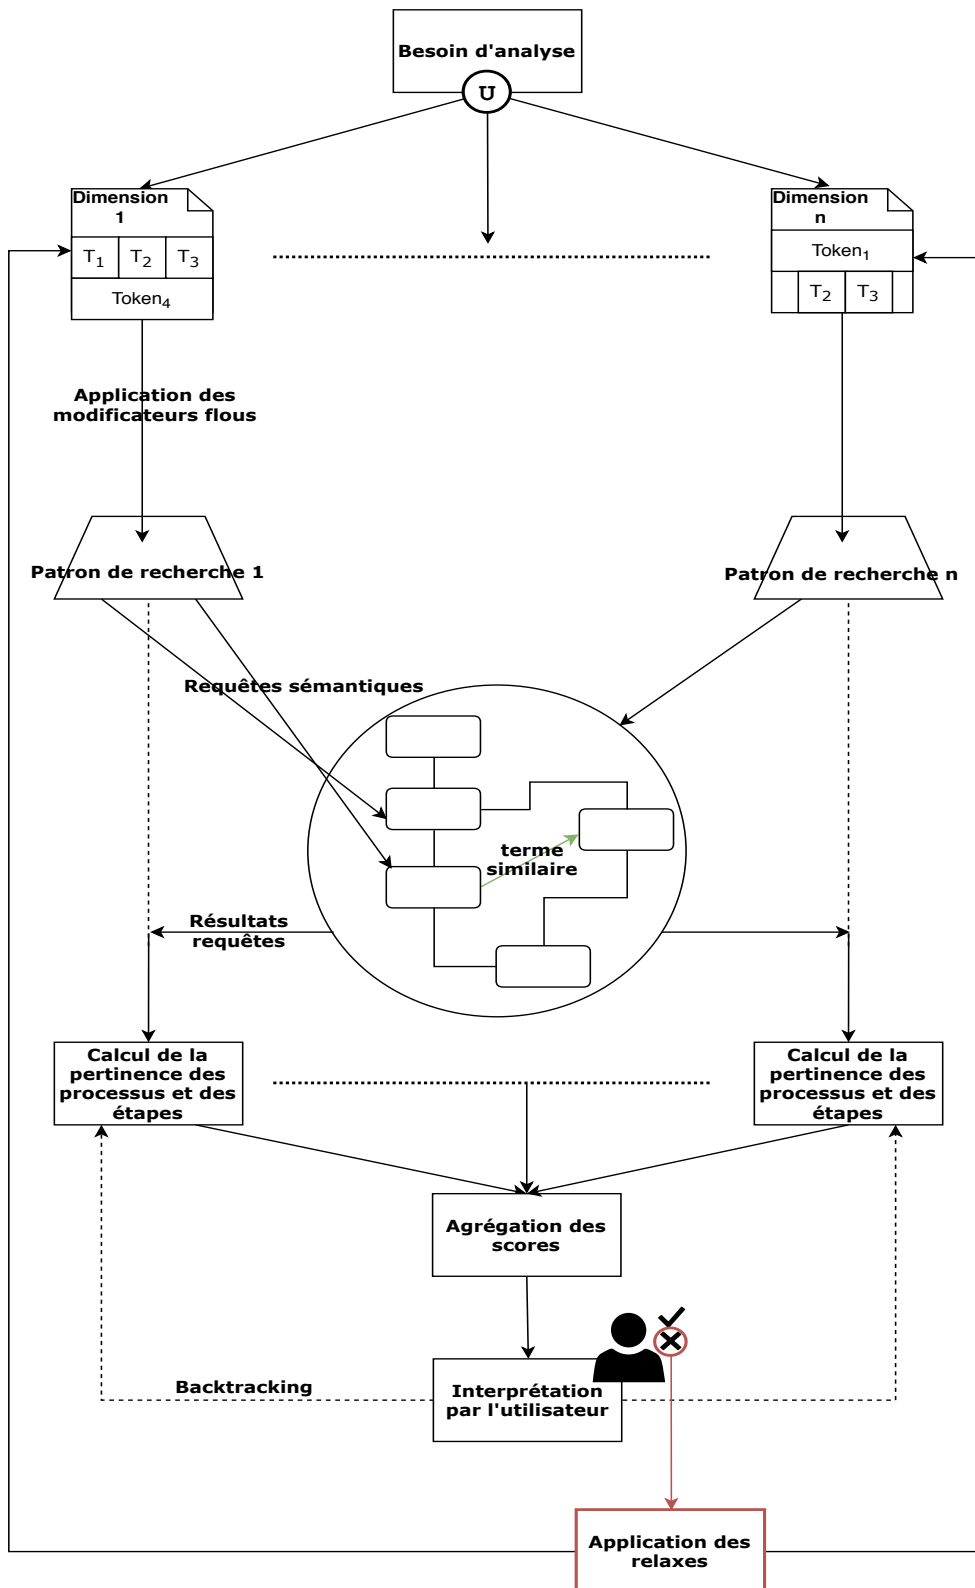 Besoin d'analyse
U
Dimension
1
T1 T2 T3
Token4
Dimension
n
Token1
T2 T3
Application des
modificateurs flous
Patron de recherche 1
Patron de recherche n
Requêtes sémantiques
terme
similaire
Résultats
requêtes
Calcul de la
pertinence des
processus et des
étapes
Calcul de la
pertinence des
processus et des
étapes
Agrégation des
scores
Backtracking
Interprétation
par l'utilisateur
Application des
relaxes